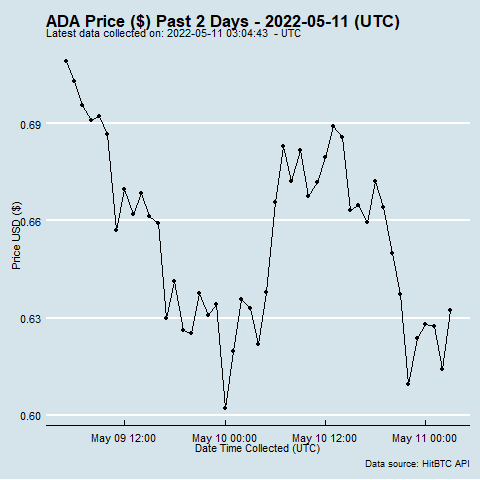 ADA Price ($) Past 2 Days - 2022-05-11 (UTC)
Latest data collected on: 2022-05-11 03:04:43 - UTC
0.69
0.66
0.63
0.60
Price USD ($)
May 09 12:00
May 10 00:00
May 10 12:00
May 11 00:00
Date Time Collected (UTC)
Data source: HitBTC API